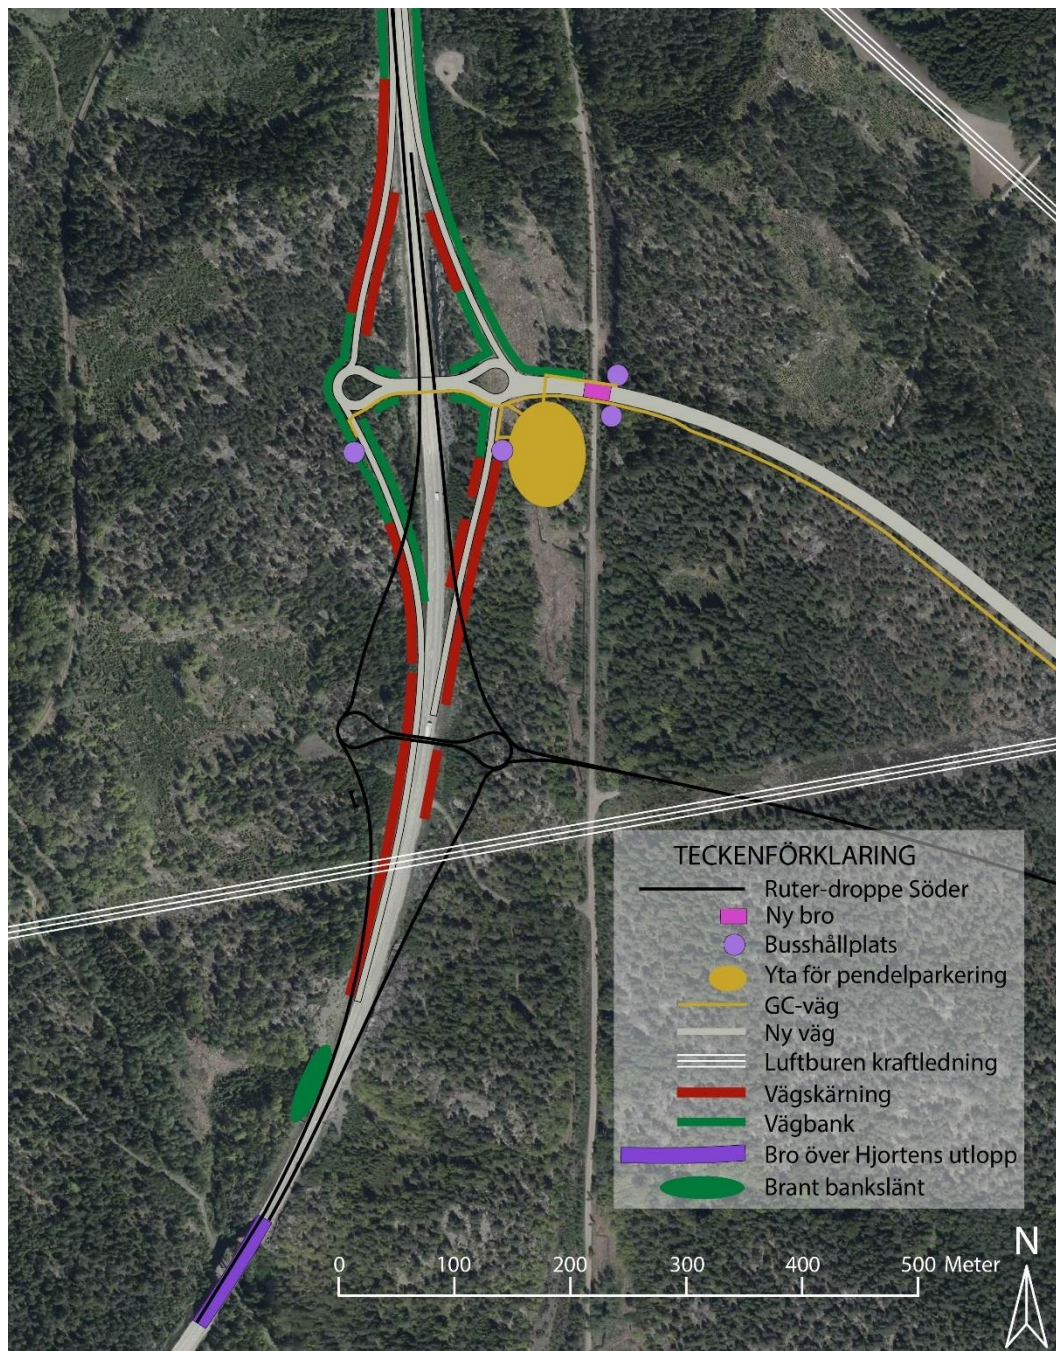 TECKENFÖRKLARING
Ruter-droppe Söder
Ny bro
Busshållplats
Yta för pendelparkering
GC-väg
Ny väg
Luftburen kraftledning
Vägskärning
Vägbank
Bro över Hjortens utlopp
Brant bankslänt
N
0 100 200 300 400 500 Meter